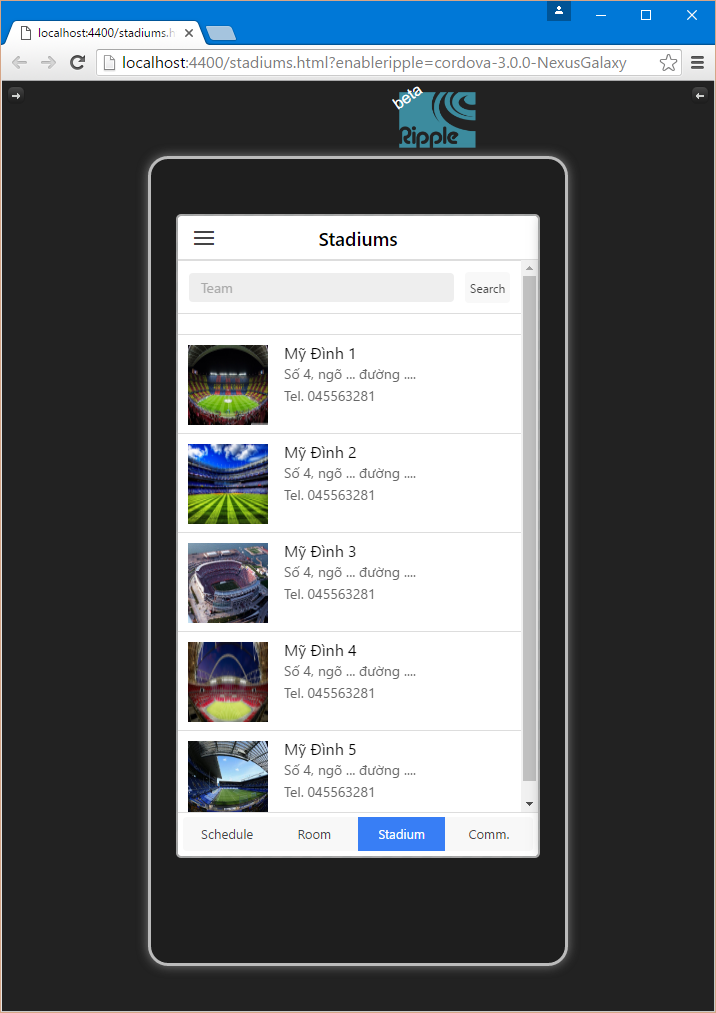 localhost:4400/stadiums.h
localhost:4400/stadiums.html?enableripple=cordova-3.0.0-NexusGalaxy
beta
Ripple
Stadiums
Team
Search
Mỹ Đình 1
Số 4, ngõ ... đường ....
Tel. 045563281
Mỹ Đình 2
Số 4, ngõ ... đường ....
Tel. 045563281
Mỹ Đình 3
Số 4, ngõ ... đường ....
Tel. 045563281
Mỹ Đình 4
Số 4, ngõ ... đường ....
Tel. 045563281
Mỹ Đình 5
Số 4, ngõ ... đường ....
Tel. 045563281
Schedule Room Stadium Comm.